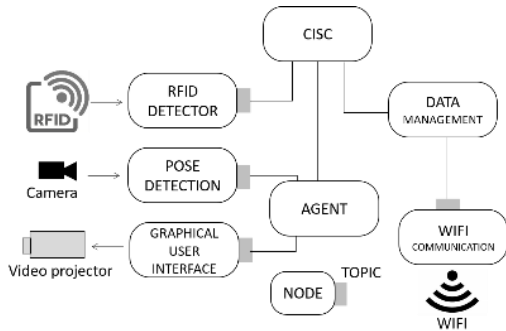 CISC
RFID
DETECTOR
RFID
DATA
MANAGEMENT
POSE
DETECTION
Camera
AGENT
GRAPHICAL
USER
INTERFACE
Video projector
WIFI
COMMUNICATION
TOPIC
NODE
WIFI